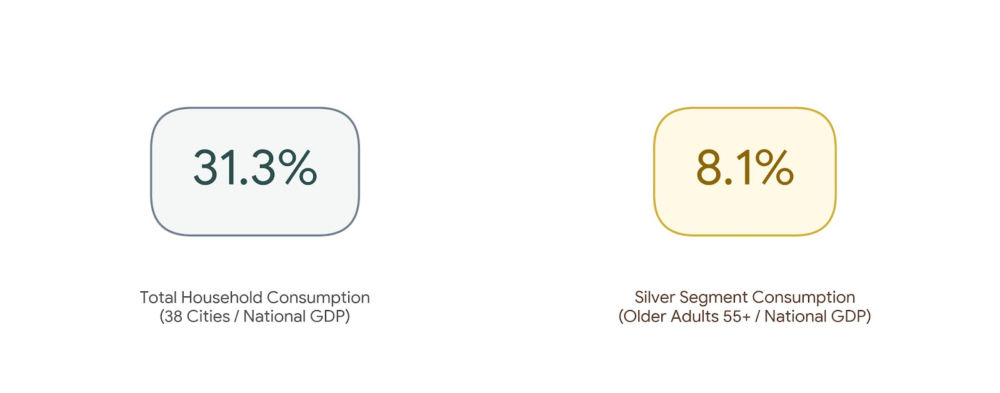 31.3%
Total Household Consumption
(38 Cities / National GDP)
8.1%
Silver Segment Consumption
(Older Adults 55+ / National GDP)